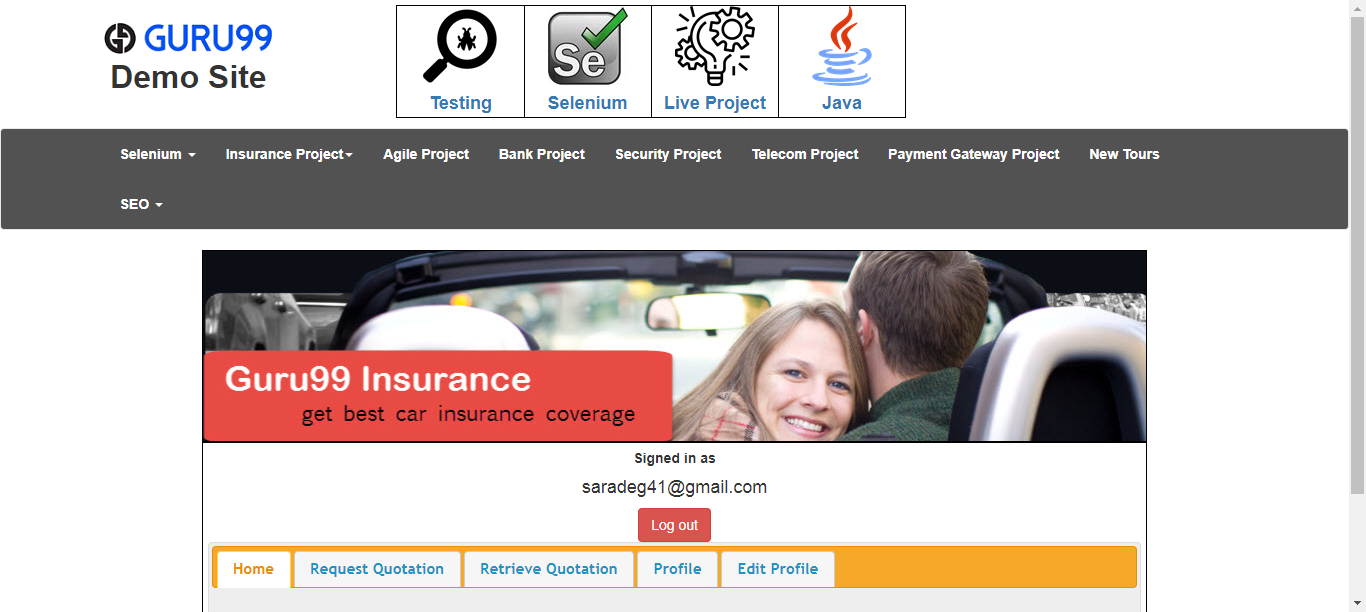 GURU99
Demo Site
Se
Testing Selenium Live Project Java
Selenium Insurance Project Agile Project Bank Project Security Project Telecom Project Payment Gateway Project New Tours
SEO
Guru99 Insurance
get best car insurance coverage
Signed in as
saradeg41@gmail.com
Log out
Home Request Quotation Retrieve Quotation Profile Edit Profile